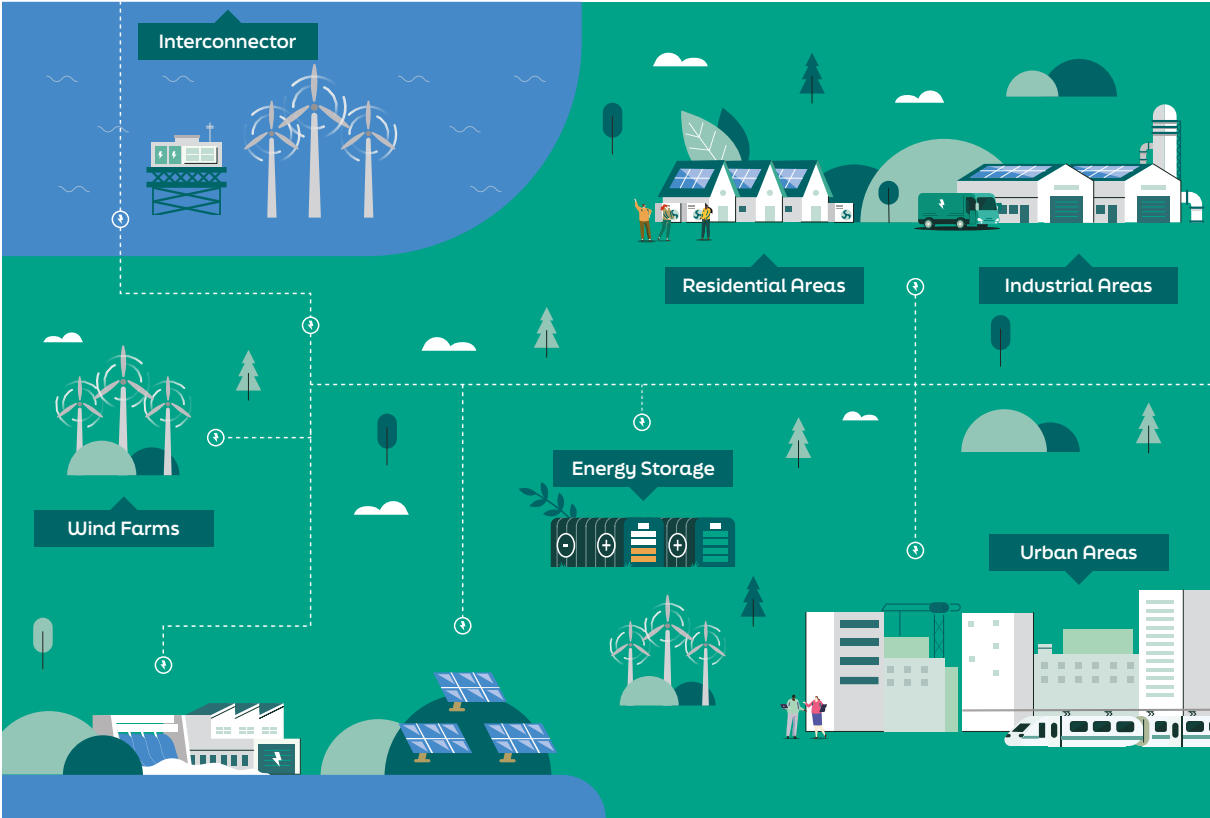 Interconnector
Residential Areas
Industrial Areas
Energy Storage
Wind Farms
Urban Areas